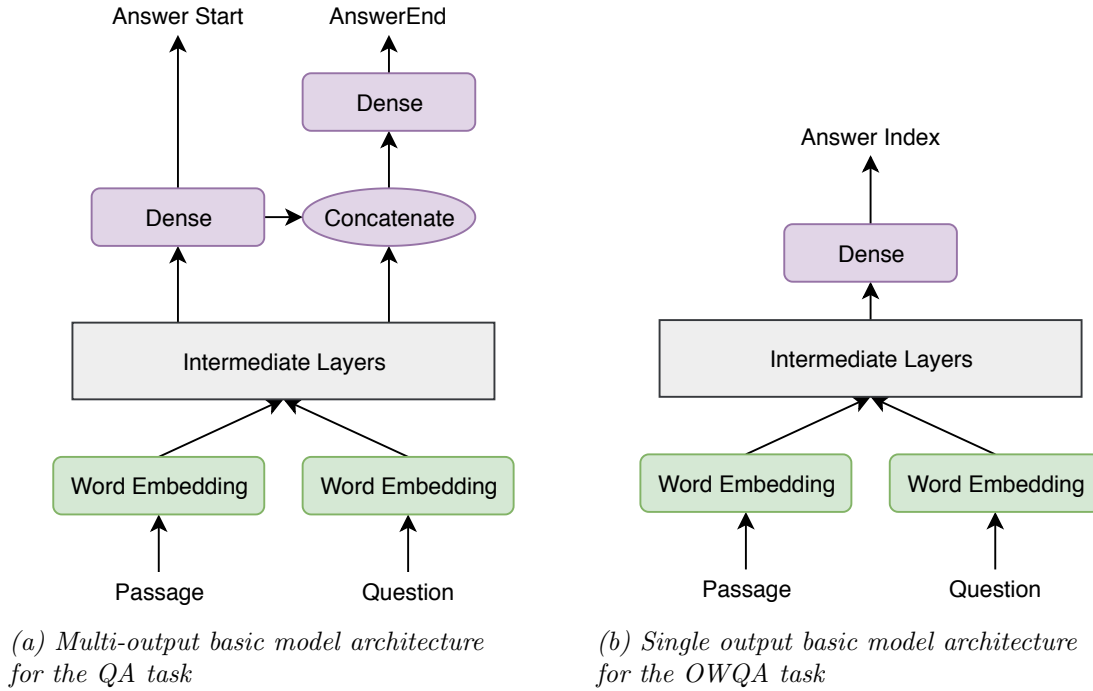 Answer Start
AnswerEnd
Dense
Dense
Concatenate
Intermediate Layers
Word Embedding
Word Embedding
Passage
Question
(a) Multi-output basic model architecture
for the QA task
Answer Index
Dense
Intermediate Layers
Word Embedding
Word Embedding
Passage
Question
(b) Single output basic model architecture
for the OWQA task